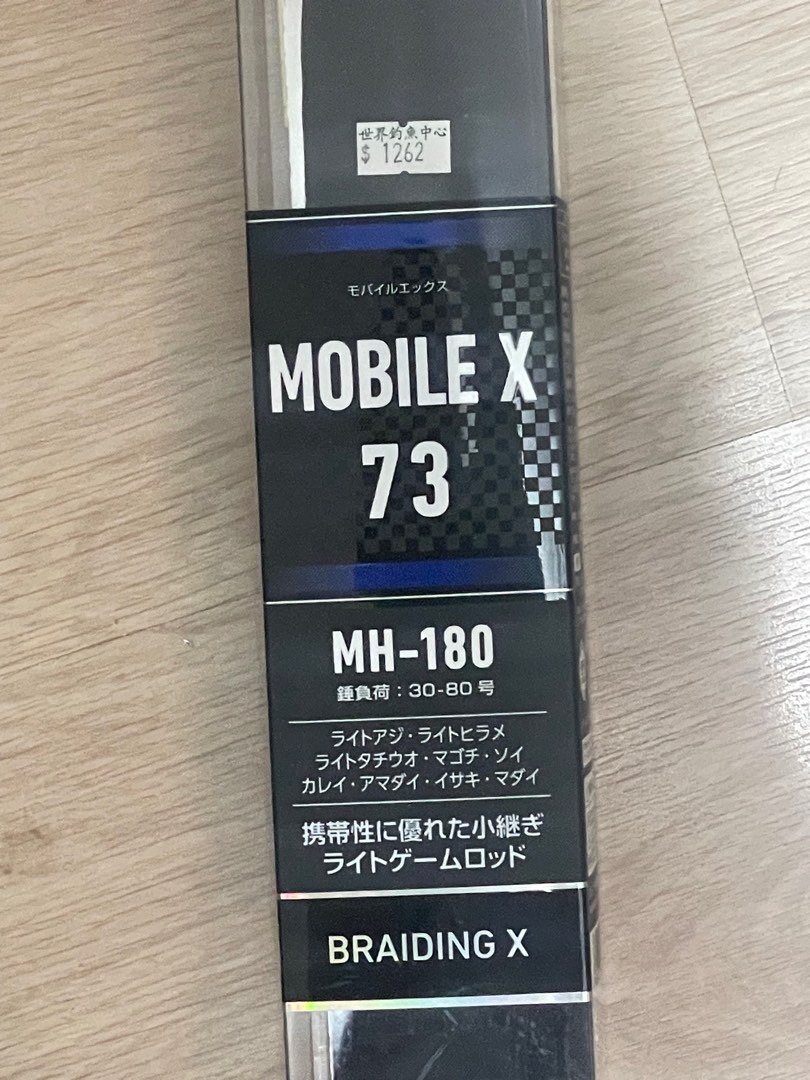 世界釣魚中心
$ 1262
モバイルエックス
MOBILE X
73
MH-180
錘負荷：30-80号
ライトアジ・ライトヒラメ
ライトタチウオ・マゴチ・ソイ
カレイ・アマダイ・イサキ・マダイ
携帯性に優れた小継ぎ
ライトゲームロッド
BRAIDING X